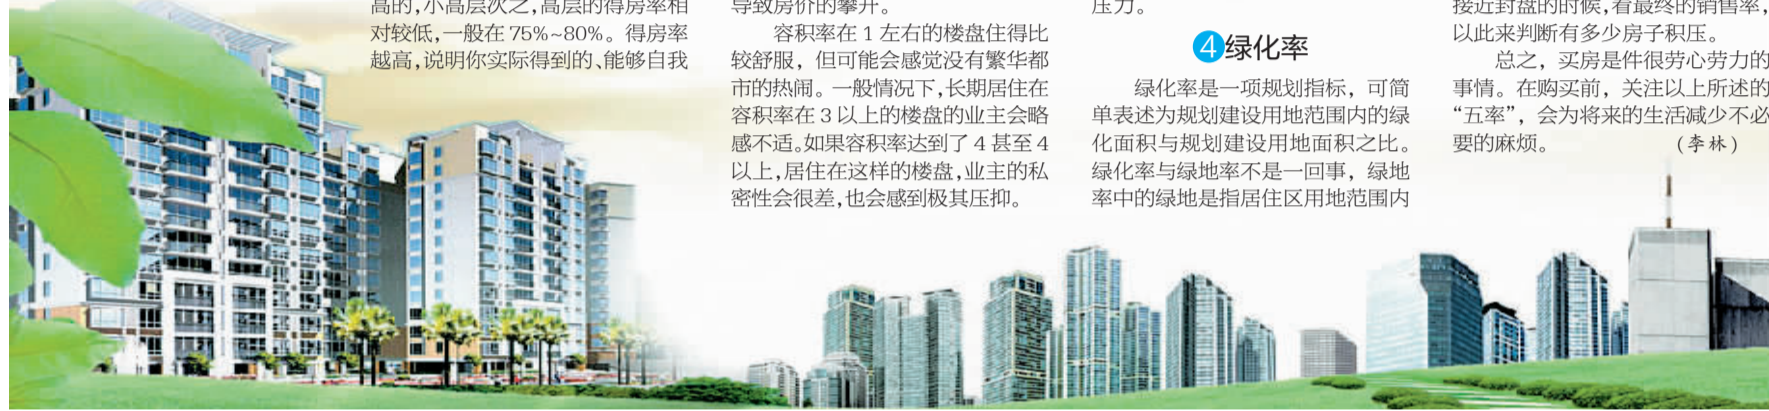 高的,小高层次之,高层的得房率相
对较低,一般在75%~80%。得房率
越高,说明你实际得到的、能够自我
导致房价的攀升。
容积率在1左右的楼盘住得比
较舒服，但可能会感觉没有繁华都
市的热闹。一般情况下,长期居住在
容积率在3以上的楼盘的业主会略
感不适。如果容积率达到了4甚至4
以上,居住在这样的楼盘,业主的私
密性会很差,也会感到极其压抑。
压力。
4绿化率
绿化率是一项规划指标，可简
单表述为规划建设用地范围内的绿
化面积与规划建设用地面积之比。
绿化率与绿地率不是一回事，绿地
率中的绿地是指居住区用地范围内
接近封盘的时候,看最终的销售率,
以此来判断有多少房子积压。
总之，买房是件很劳心劳力的
事情。在购买前，关注以上所述的
“五率”，会为将来的生活减少不必
要的麻烦。 (李林)